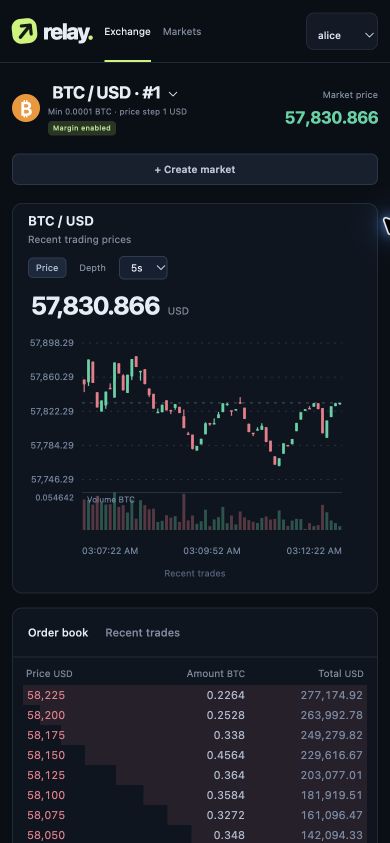 relay.
Exchange
Markets
alice
BTC / USD · #1
Min 0.0001 BTC · price step 1 USD
Margin enabled
Market price
57,830.866
+ Create market
BTC / USD
Recent trading prices
Price
Depth
5s
57,830.866 USD
57,898.29
57,860.29
57,822.29
57,784.29
57,746.29
0.054642
Volume BTC
03:07:22 AM 03:09:52 AM 03:12:22 AM
Recent trades
Order book Recent trades
Price USD Amount BTC Total USD
58,225 0.2264 277,174.92
58,200 0.2528 263,992.78
58,175 0.338 249,279.82
58,150 0.4564 229,616.67
58,125 0.364 203,077.01
58,100 0.3584 181,919.51
58,075 0.3272 161,096.47
58,050 0.348 142,094.33